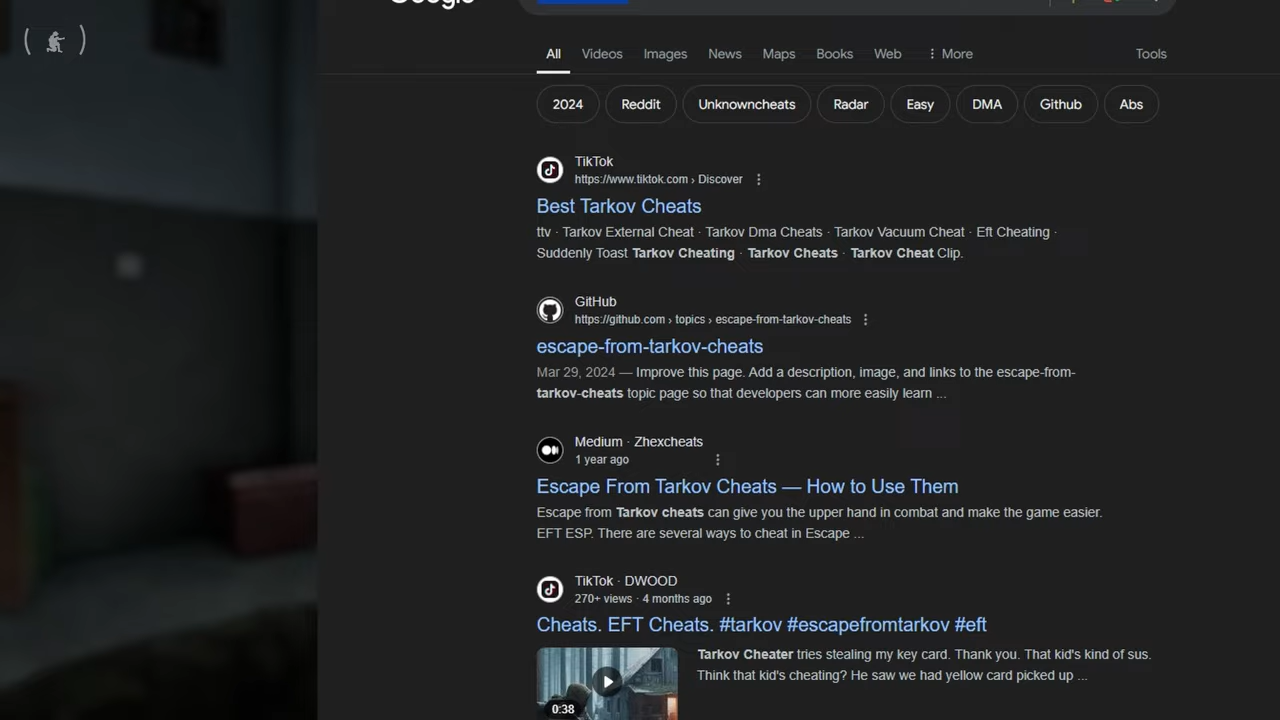 Google
All Videos Images News Maps Books Web More Tools
2024 Reddit Unknowncheats Radar Easy DMA Github Abs
TikTok
https://www.tiktok.com › Discover
Best Tarkov Cheats
ttv · Tarkov External Cheat · Tarkov Dma Cheats · Tarkov Vacuum Cheat · Eft Cheating ·
Suddenly Toast Tarkov Cheating · Tarkov Cheats · Tarkov Cheat Clip.
GitHub
https://github.com › topics › escape-from-tarkov-cheats
escape-from-tarkov-cheats
Mar 29, 2024 — Improve this page. Add a description, image, and links to the escape-from-
tarkov-cheats topic page so that developers can more easily learn ...
Medium · Zhexcheats
1 year ago
Escape From Tarkov Cheats — How to Use Them
Escape from Tarkov cheats can give you the upper hand in combat and make the game easier.
EFT ESP. There are several ways to cheat in Escape ...
TikTok · DWOOD
270+ views · 4 months ago
Cheats. EFT Cheats. #tarkov #escapefromtarkov #eft
Tarkov Cheater tries stealing my key card. Thank you. That kid's kind of sus.
Think that kid's cheating? He saw we had yellow card picked up ...
0:38